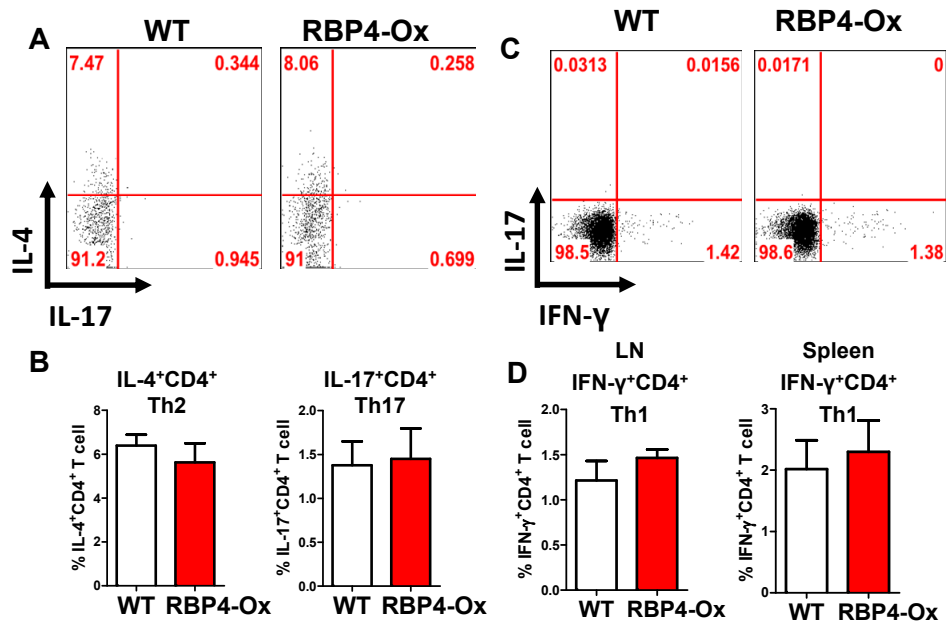 A
WT
RBP4-Ox
7.47
0.344
91.2
0.945
8.06
0.258
91
0.699
IL-4
IL-17
C
WT
RBP4-Ox
0.0313
0.0156
98.5
1.42
0.0171
0
98.6
1.38
IL-17
IFN-γ
B
IL-4⁺CD4⁺
Th2
% IL-4⁺CD4⁺ T cell
8
6
4
2
0
WT RBP4-Ox
IL-17⁺CD4⁺
Th17
% IL-17⁺CD4⁺ T cell
2.0
1.5
1.0
0.5
0.0
WT RBP4-Ox
D
LN
IFN-γ⁺CD4⁺
Th1
% IFN-γ⁺CD4⁺ T cell
2.0
1.5
1.0
0.5
0.0
WT RBP4-Ox
Spleen
IFN-γ⁺CD4⁺
Th1
% IFN-γ⁺CD4⁺ T cell
3
2
1
0
WT RBP4-Ox